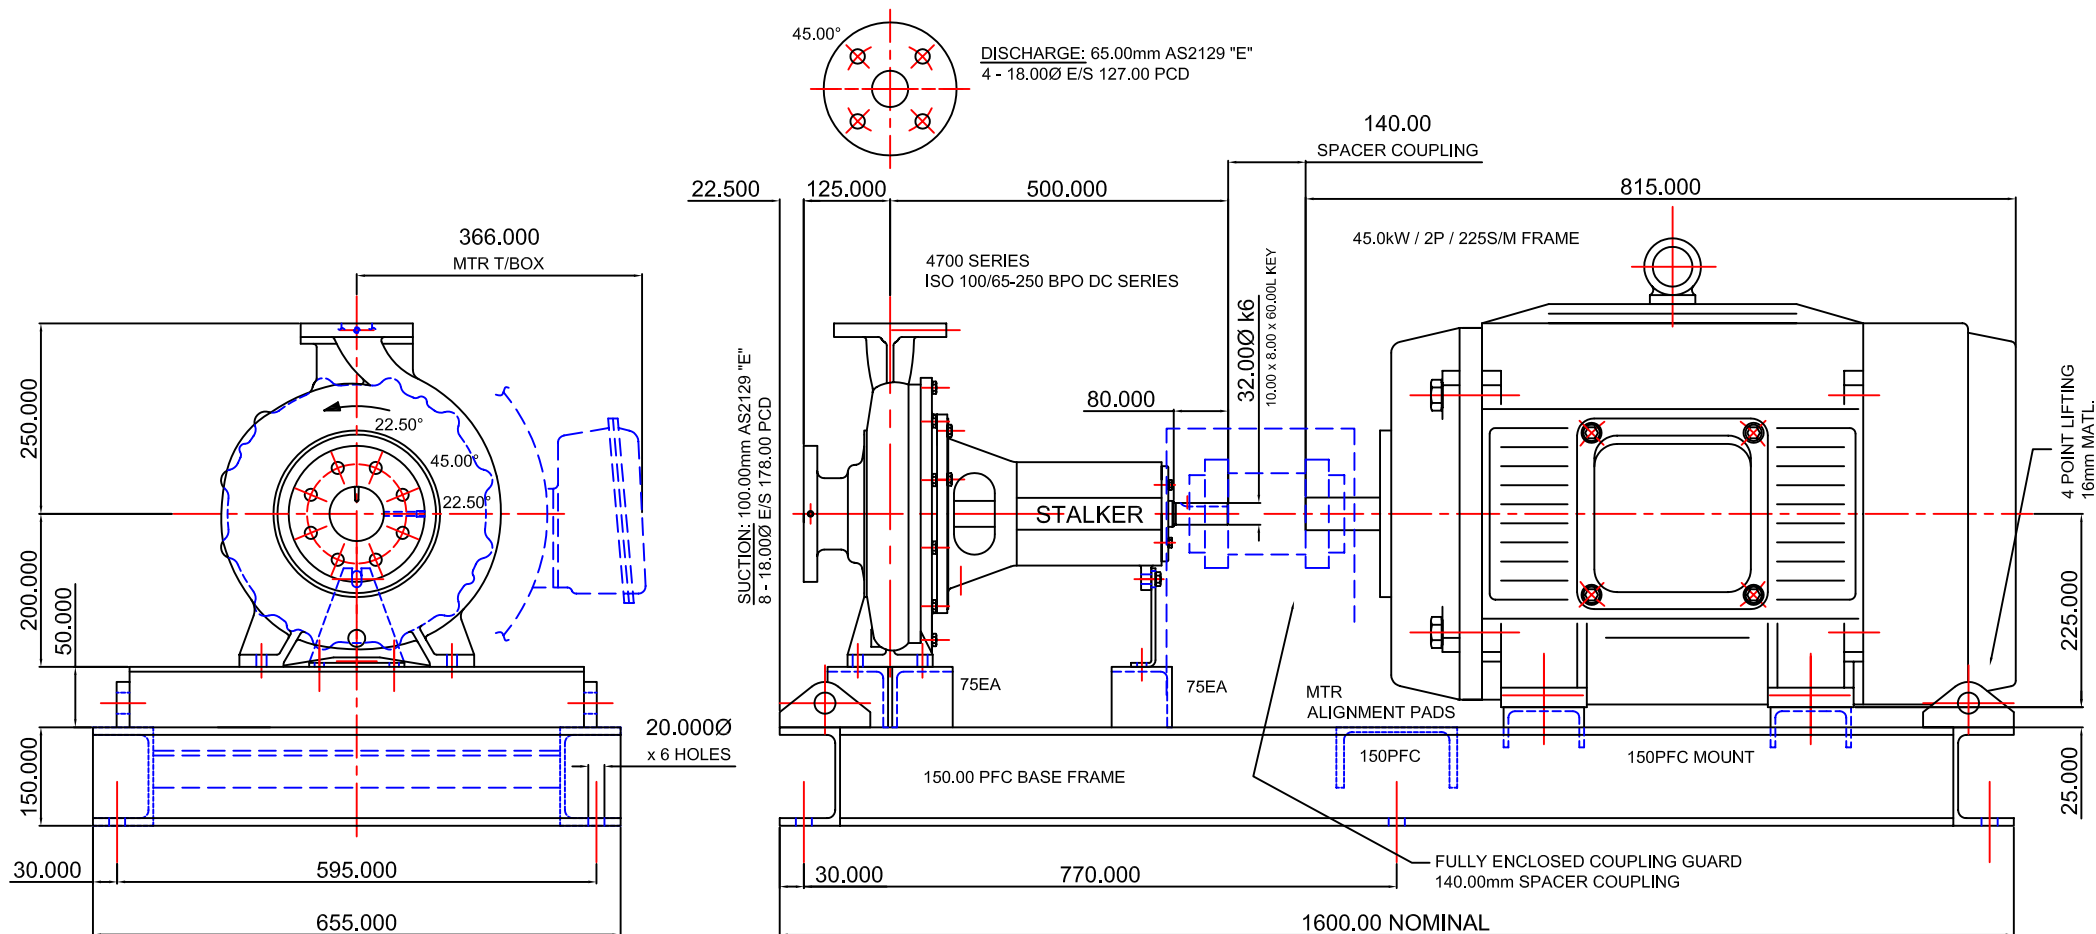 45.00°
DISCHARGE: 65.00mm AS2129 "E"
4 - 18.00Ø E/S 127.00 PCD
140.00
SPACER COUPLING
22.500
125.000
500.000
815.000
366.000
MTR T/BOX
4700 SERIES
ISO 100/65-250 BPO DC SERIES
45.0kW / 2P / 225S/M FRAME
32.00Ø k6
10.00 x 8.00 x 60.00L KEY
250.000
200.000
50.000
150.000
22.50°
45.00°
22.50°
SUCTION: 100.00mm AS2129 "E"
8 - 18.00Ø E/S 178.00 PCD
80.000
STALKER
4 POINT LIFTING
16mm MATL.
225.000
25.000
75EA
75EA
MTR
ALIGNMENT PADS
20.000Ø
x 6 HOLES
150.00 PFC BASE FRAME
150PFC
150PFC MOUNT
30.000
595.000
655.000
30.000
770.000
FULLY ENCLOSED COUPLING GUARD
140.00mm SPACER COUPLING
1600.00 NOMINAL